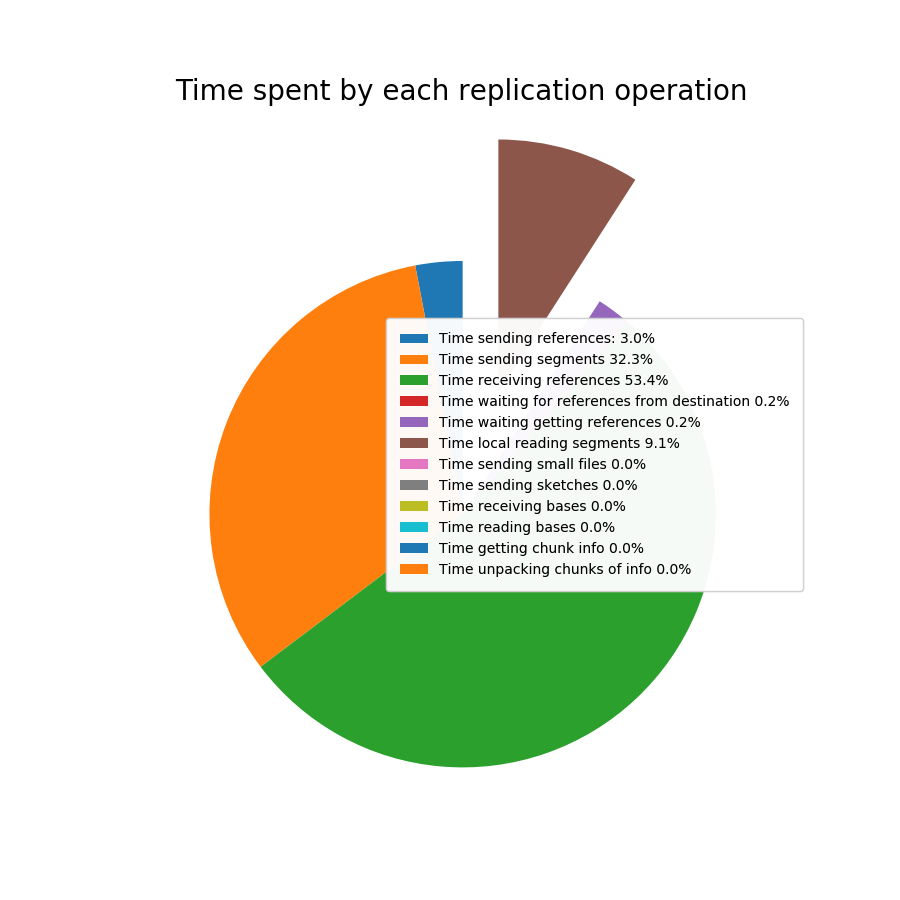 Time spent by each replication operation
Time sending references: 3.0%
Time sending segments 32.3%
Time receiving references 53.4%
Time waiting for references from destination 0.2%
Time waiting getting references 0.2%
Time local reading segments 9.1%
Time sending small files 0.0%
Time sending sketches 0.0%
Time receiving bases 0.0%
Time reading bases 0.0%
Time getting chunk info 0.0%
Time unpacking chunks of info 0.0%